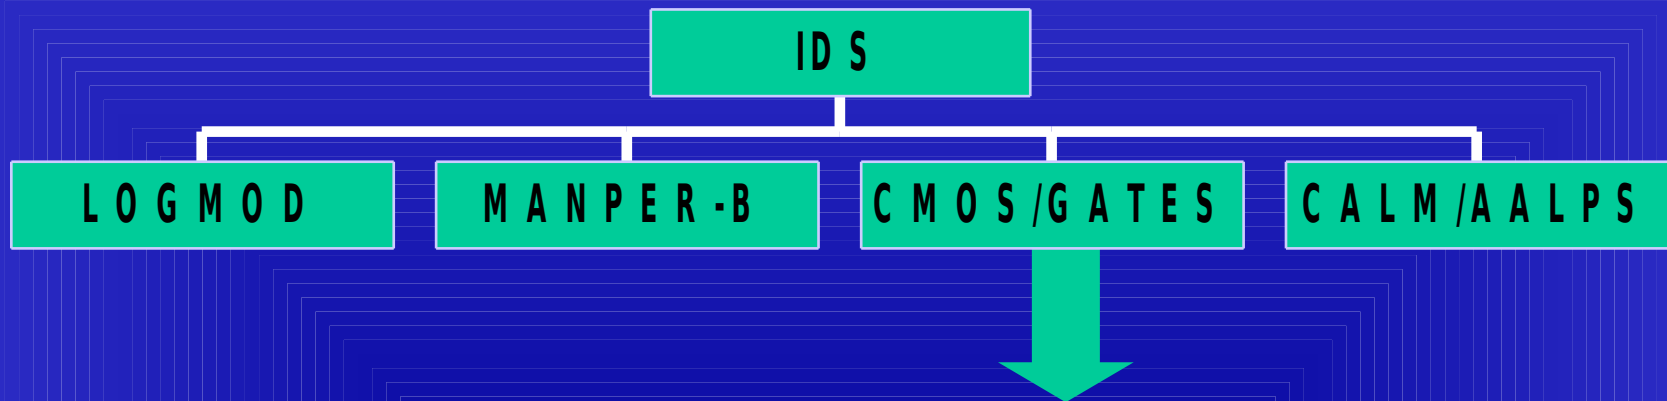 IDS
LOGMOD
MANPER-B
CMOS/GATES
CALM/AALPS